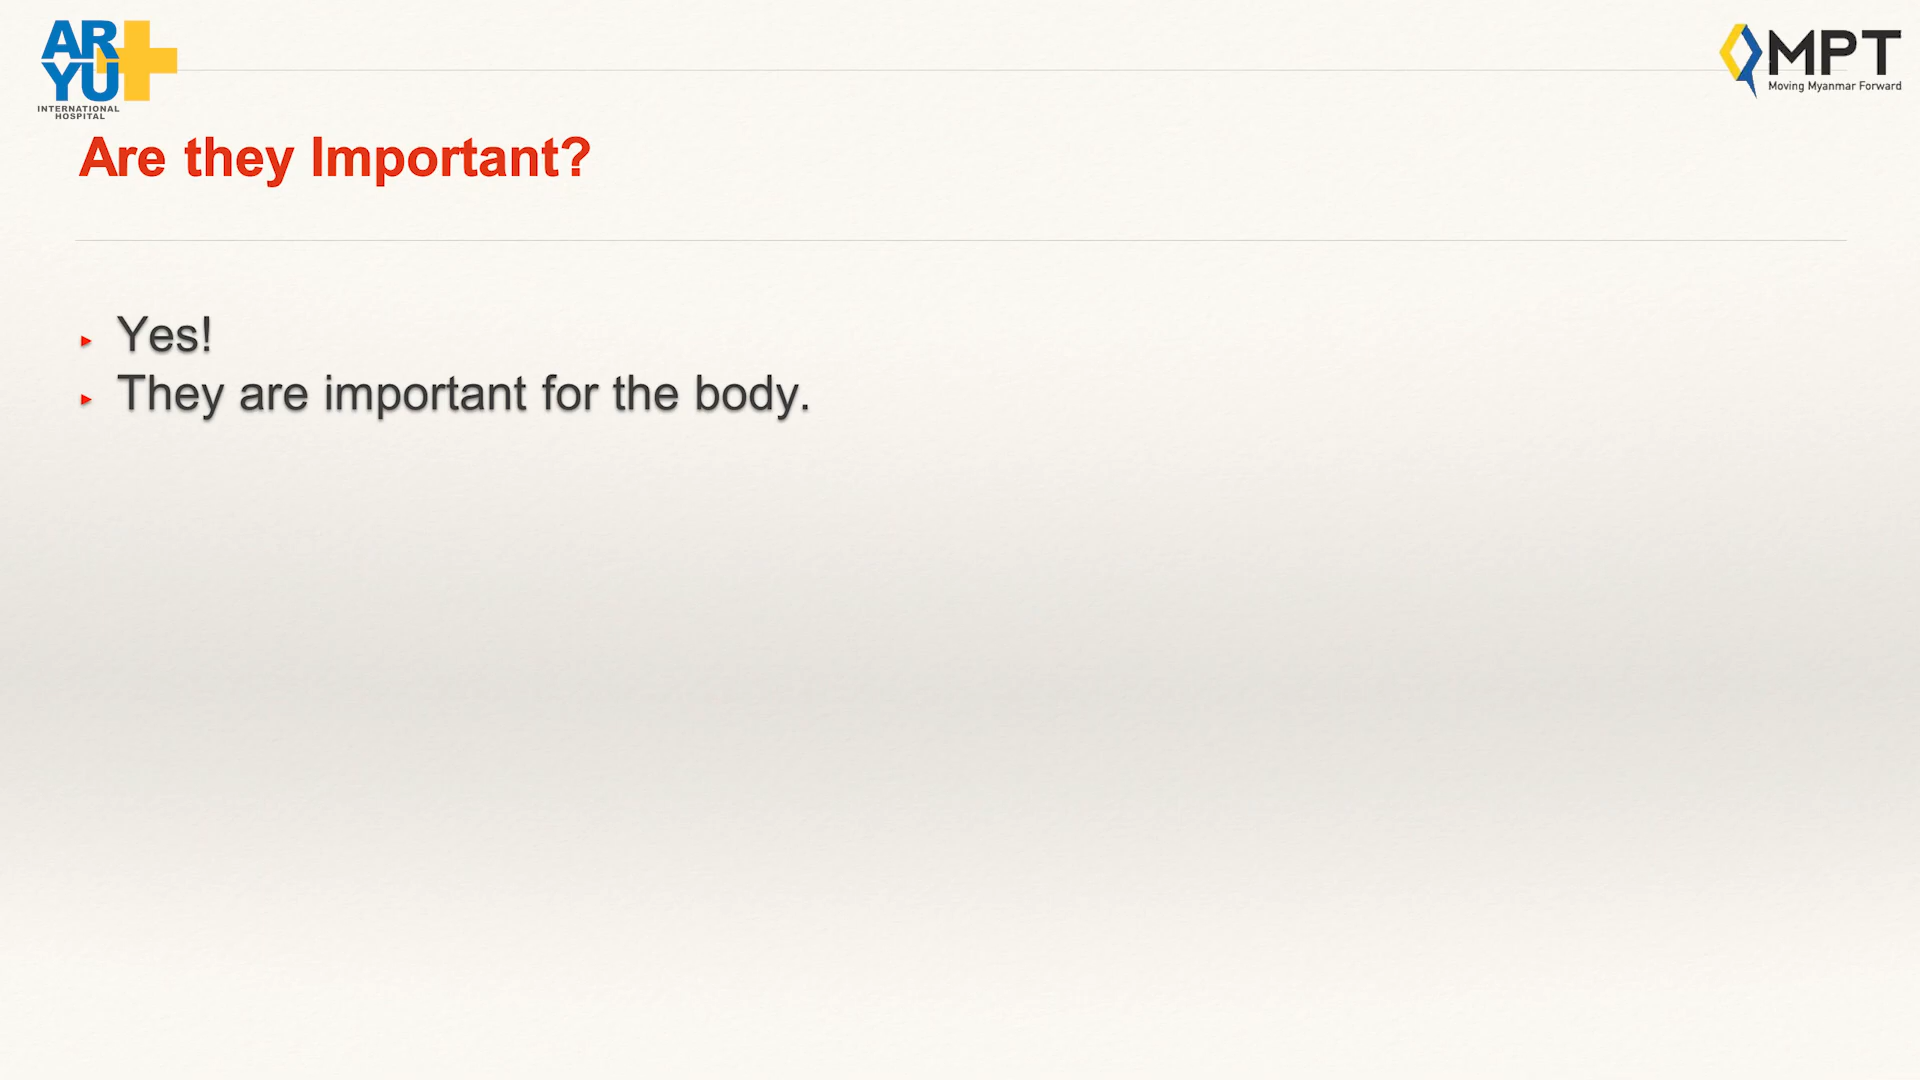 AR
YU
INTERNATIONAL
HOSPITAL
MPT
Moving Myanmar Forward
Are they Important?
Yes!
They are important for the body.